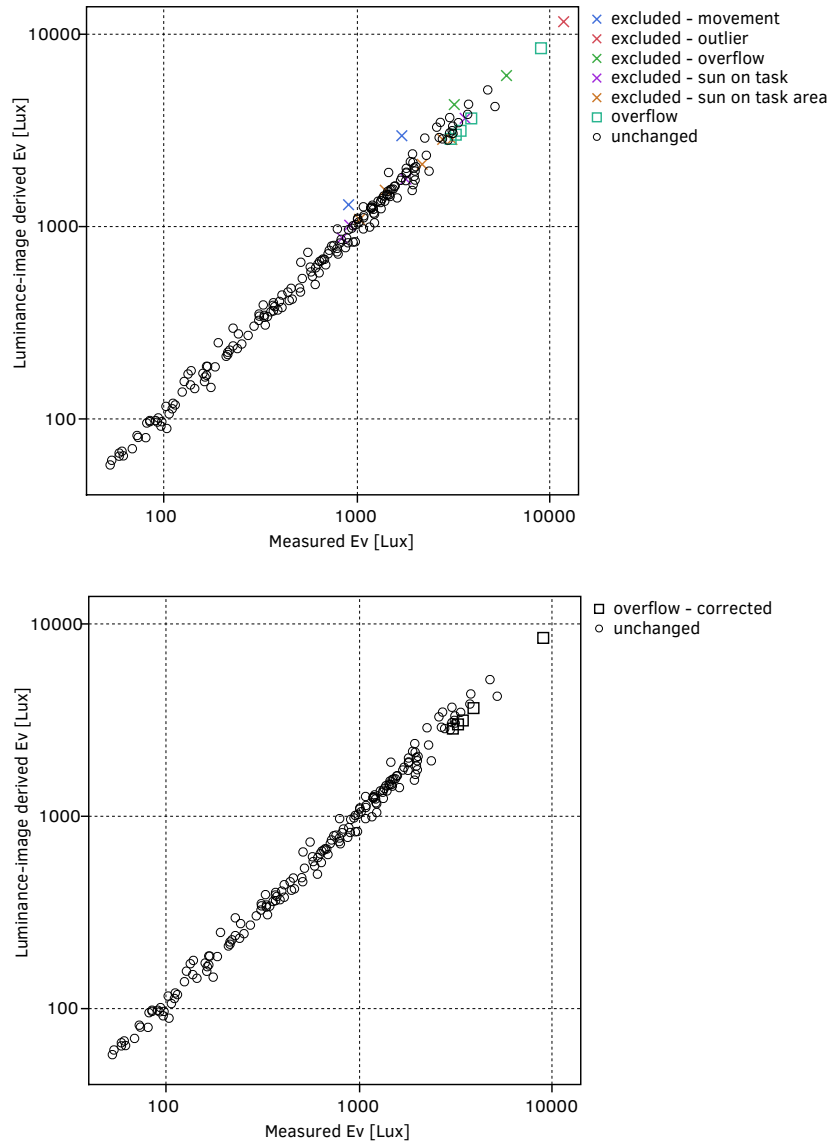 10000
1000
100
Luminance-image derived Ev [Lux]
100
1000
10000
Measured Ev [Lux]
excluded - movement
excluded - outlier
excluded - overflow
excluded - sun on task
excluded - sun on task area
overflow
unchanged
10000
1000
100
Luminance-image derived Ev [Lux]
100
1000
10000
Measured Ev [Lux]
overflow - corrected
unchanged